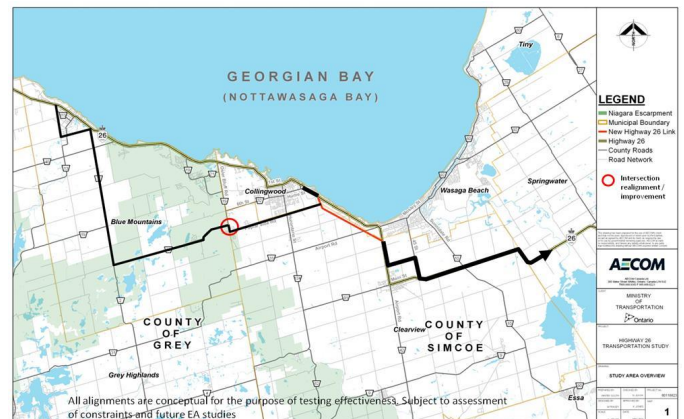 GEORGIAN BAY
(NOTTAWASAGA BAY)
Tiny
26
Collingwood
Wasaga Beach
Springwater
Blue Mountains
Airport Rd
26
COUNTY
OF
GREY
Clearview
COUNTY
OF
SIMCOE
Grey Highlands
Essa
All alignments are conceptual for the purpose of testing effectiveness, Subject to assessment
of constraints and future EA studies
LEGEND
Niagara Escarpment
Municipal Boundary
New Highway 26 Link
Highway 26
County Roads
Road Network
Intersection
realignment /
improvement
AECOM
MINISTRY
OF
TRANSPORTATION
Ontario
HIGHWAY 26
TRANSPORTATION STUDY
STUDY AREA OVERVIEW
1